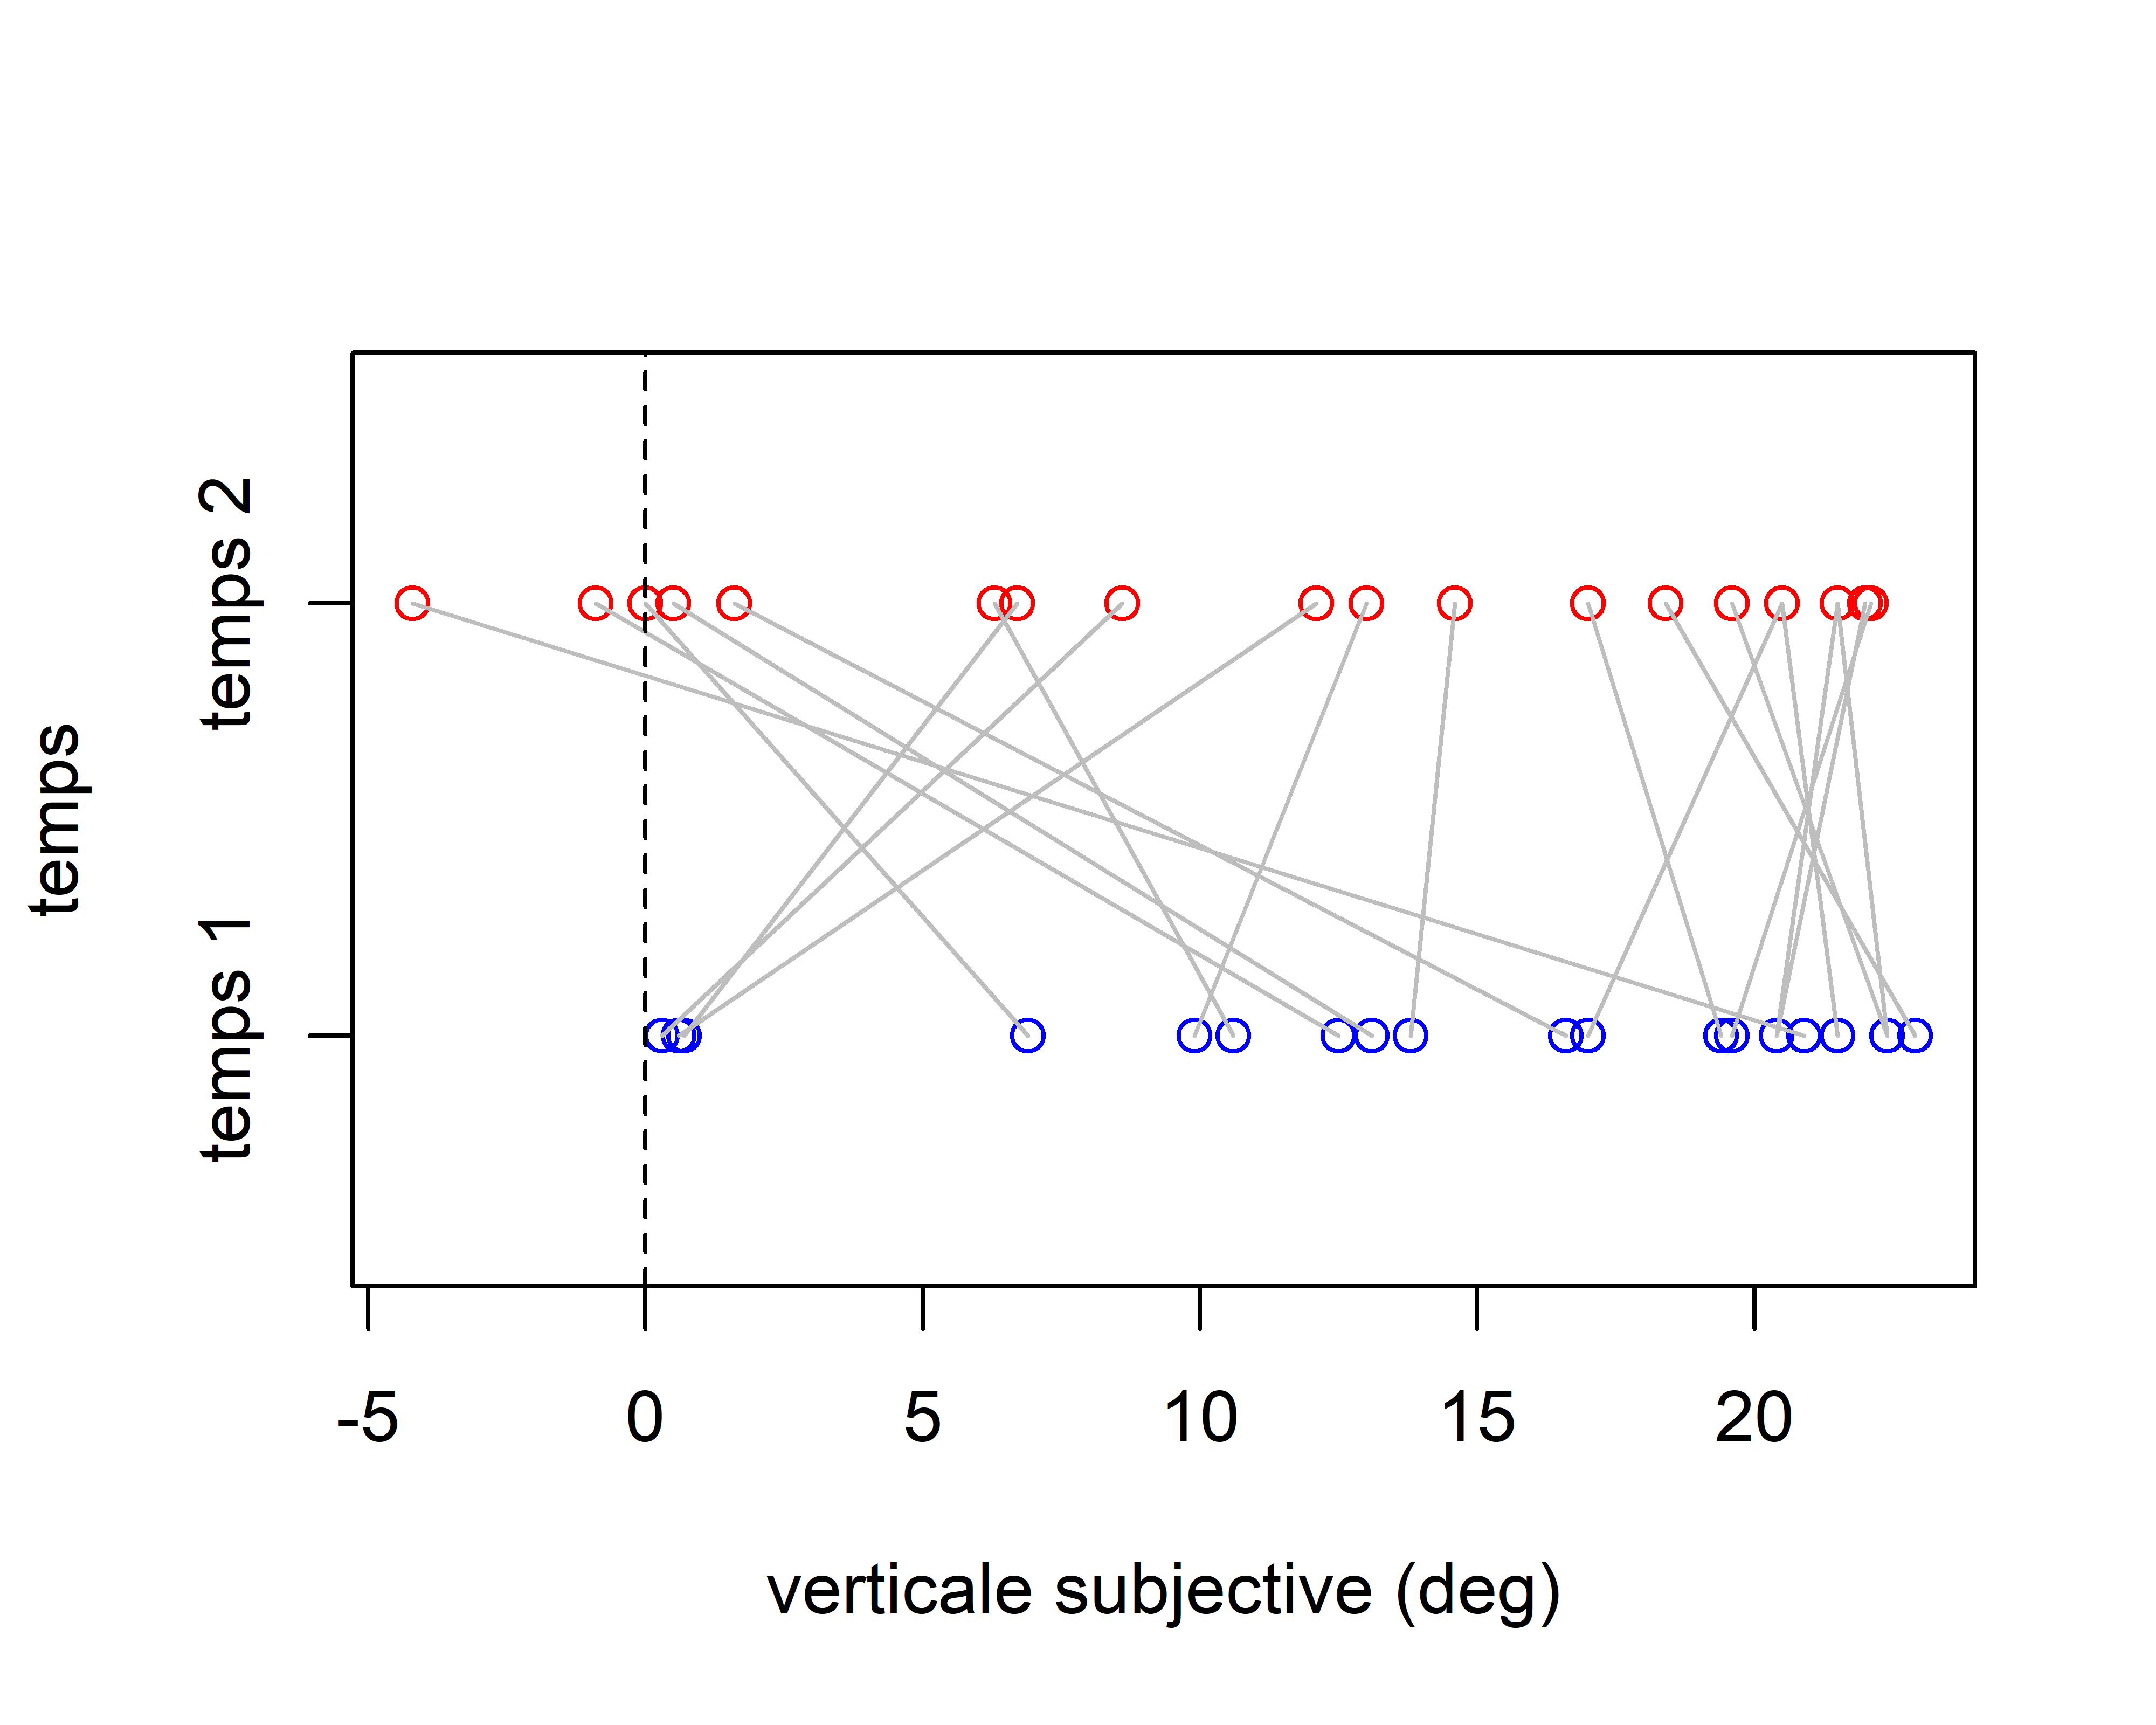 temps
temps 2
temps 1
-5 0 5 10 15 20
verticale subjective (deg)